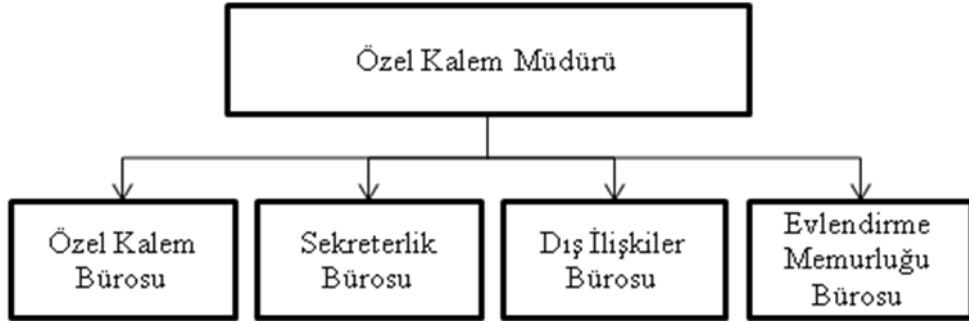 Özel Kalem Müdürü
Özel Kalem
Bürosu
Sekreterlik
Bürosu
Dış İlişkiler
Bürosu
Evlendirme
Memurluğu
Bürosu